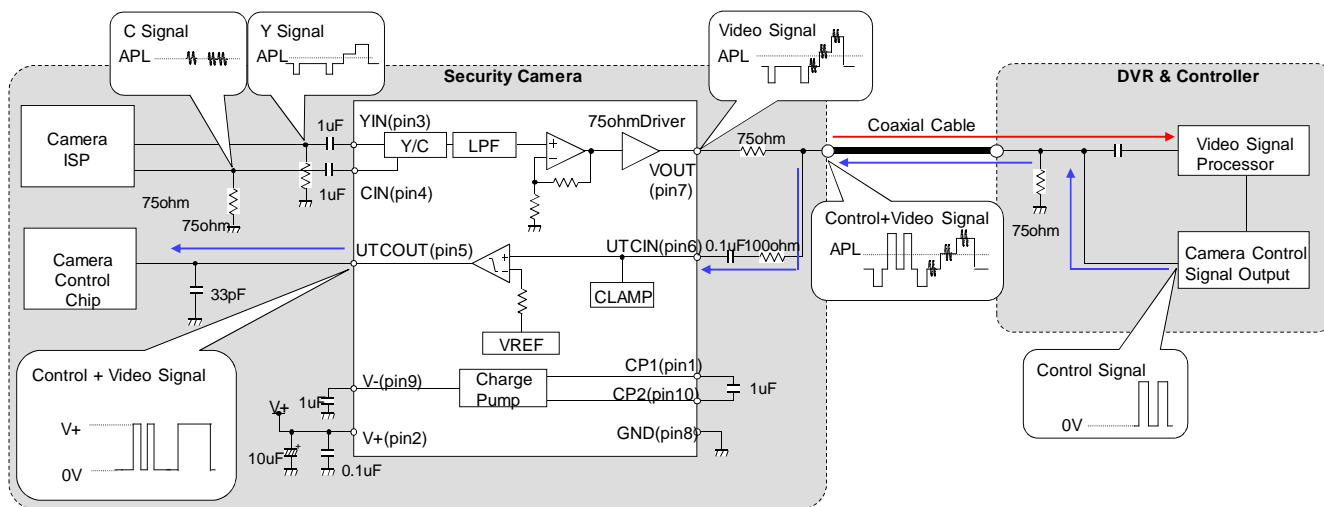 C Signal
APL
Y Signal
APL
Video Signal
APL
Security Camera
DVR & Controller
Camera
ISP
1uF
YIN(pin3)
Y/C
LPF
75ohmDriver
VOUT
(pin7)
75ohm
Coaxial Cable
Video Signal
Processor
1uF
CIN(pin4)
75ohm
75ohm
75ohm
Control+Video Signal
APL
Camera
Control
Chip
UTCOUT(pin5)
33pF
UTCIN(pin6)
0.1uF
100ohm
CLAMP
VREF
Camera Control
Signal Output
Control + Video Signal
V+
0V
V-(pin9)
1uF
V+
Charge
Pump
CP1(pin1)
CP2(pin10)
1uF
V+(pin2)
GND(pin8)
10uF
+
0.1uF
Control Signal
0V